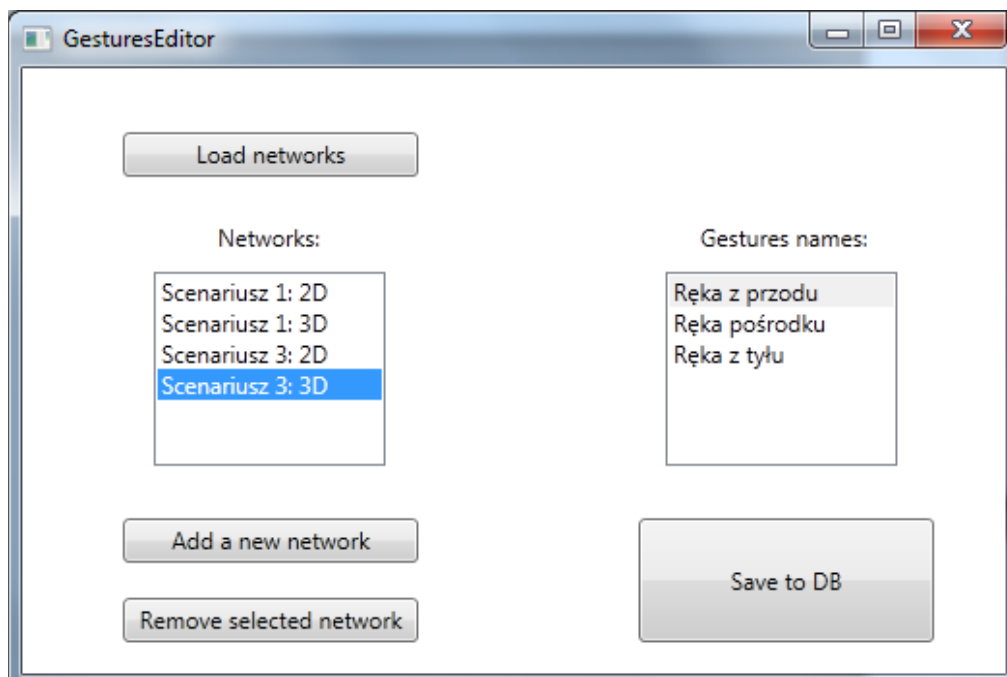 GesturesEditor
Load networks
Networks:
Gestures names:
Scenariusz 1: 2D
Scenariusz 1: 3D
Scenariusz 3: 2D
Scenariusz 3: 3D
Ręka z przodu
Ręka pośrodku
Ręka z tyłu
Add a new network
Save to DB
Remove selected network